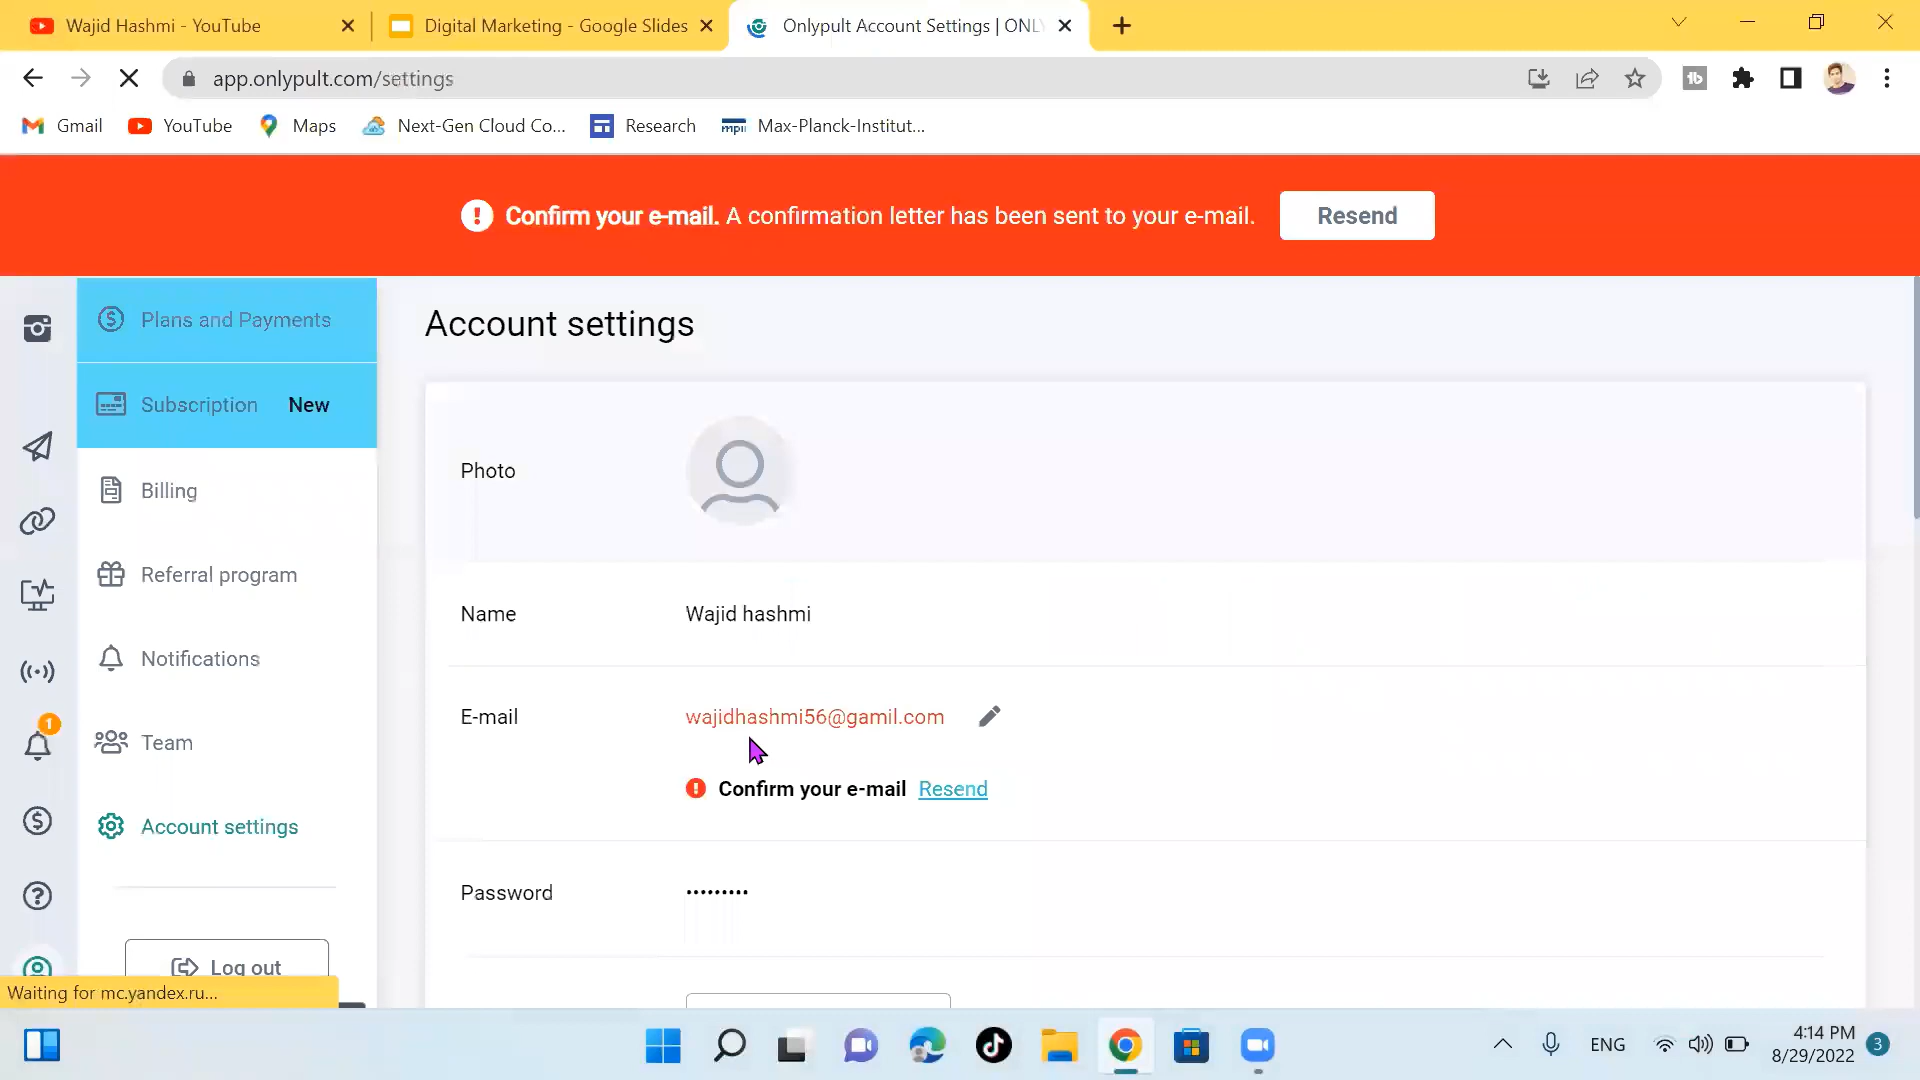 Wajid Hashmi - YouTube
Digital Marketing - Google Slides
Onlypult Account Settings | ONLY
app.onlypult.com/settings
Gmail
YouTube
Maps
Next-Gen Cloud Co...
Research
Max-Planck-Institut...
Confirm your e-mail. A confirmation letter has been sent to your e-mail.
Resend
Plans and Payments
Subscription New
Billing
Referral program
Notifications
Team
Account settings
Log out
1
Account settings
Photo
Name Wajid hashmi
E-mail wajidhashmi56@gamil.com
Confirm your e-mail Resend
Password •••••••••
Waiting for mc.yandex.ru...
ENG
4:14 PM
8/29/2022
3